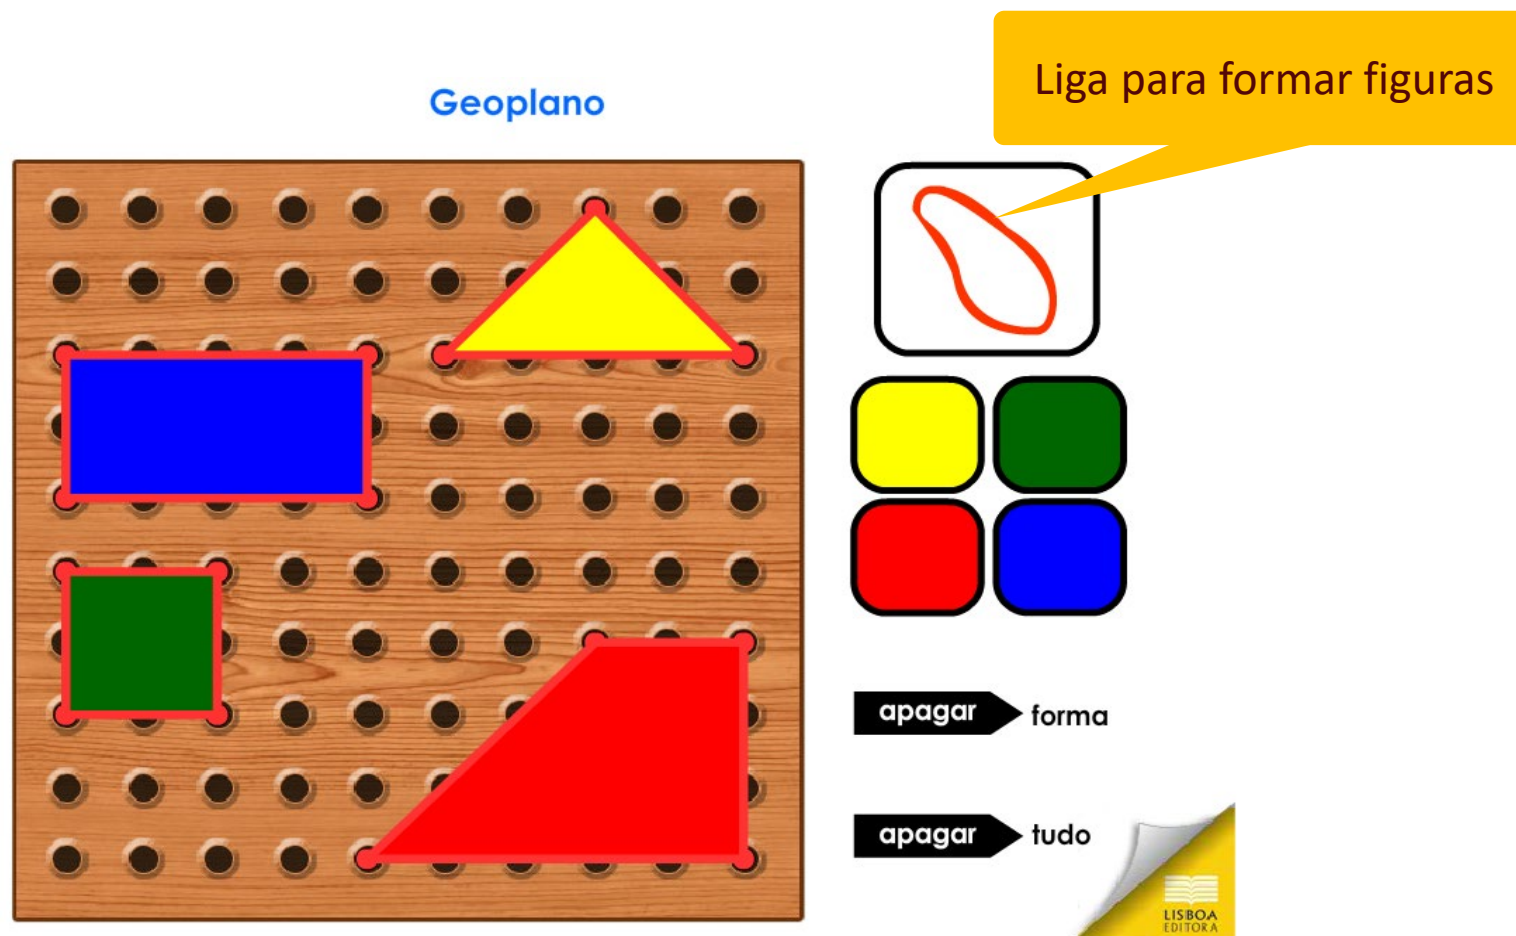 Liga para formar figuras
Geoplano
apagar forma
apagar tudo
LISBOA
EDITORA